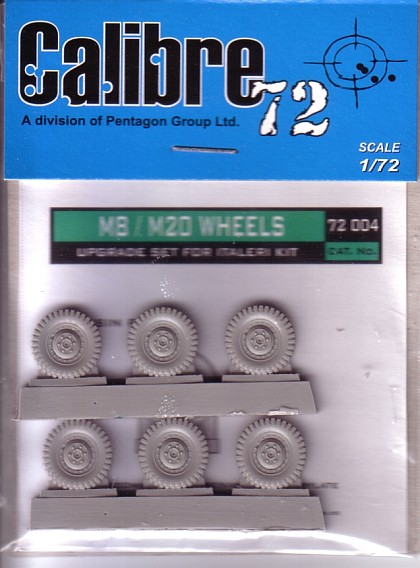 Calibre
72
A division of Pentagon Group Ltd.
SCALE
1/72
M8 / M20 WHEELS
72 004
UPGRADE SET FOR ITALERI KIT
CAT. No.